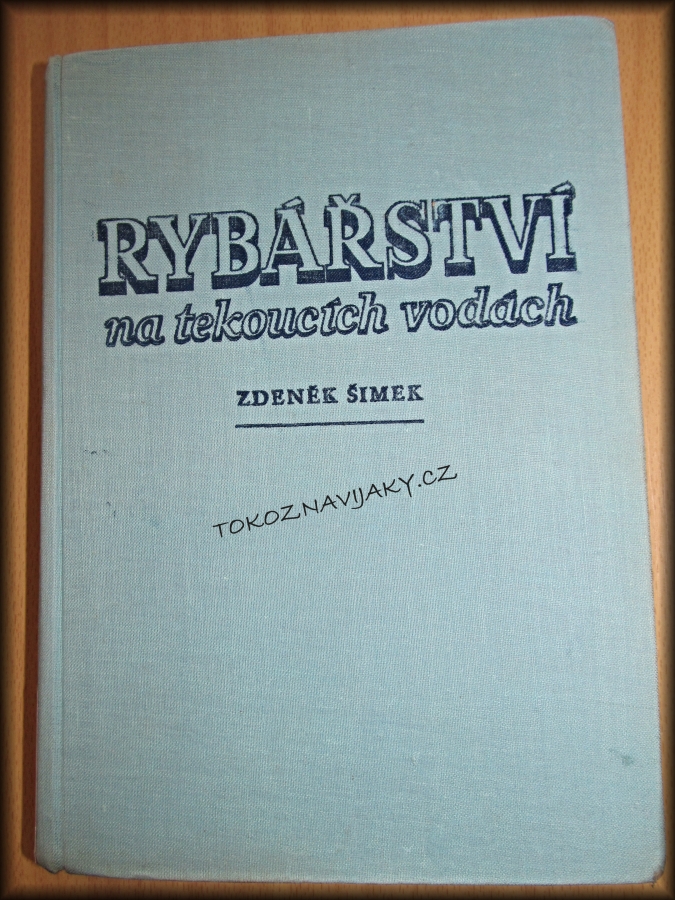 RYBÁŘSTVÍ
na tekoucích vodách
ZDENĚK ŠIMEK
TOKOZNAVIJAKY.CZ